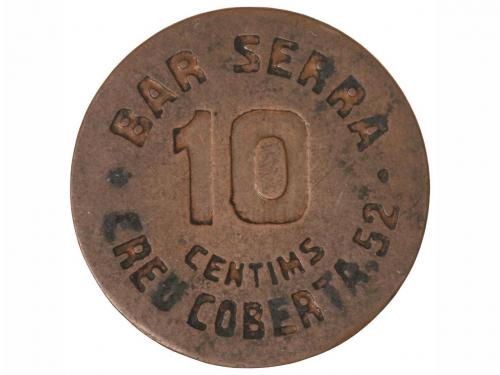 BAR SERRA
10
CENTIMS
· CREU COBERTA, 52 ·